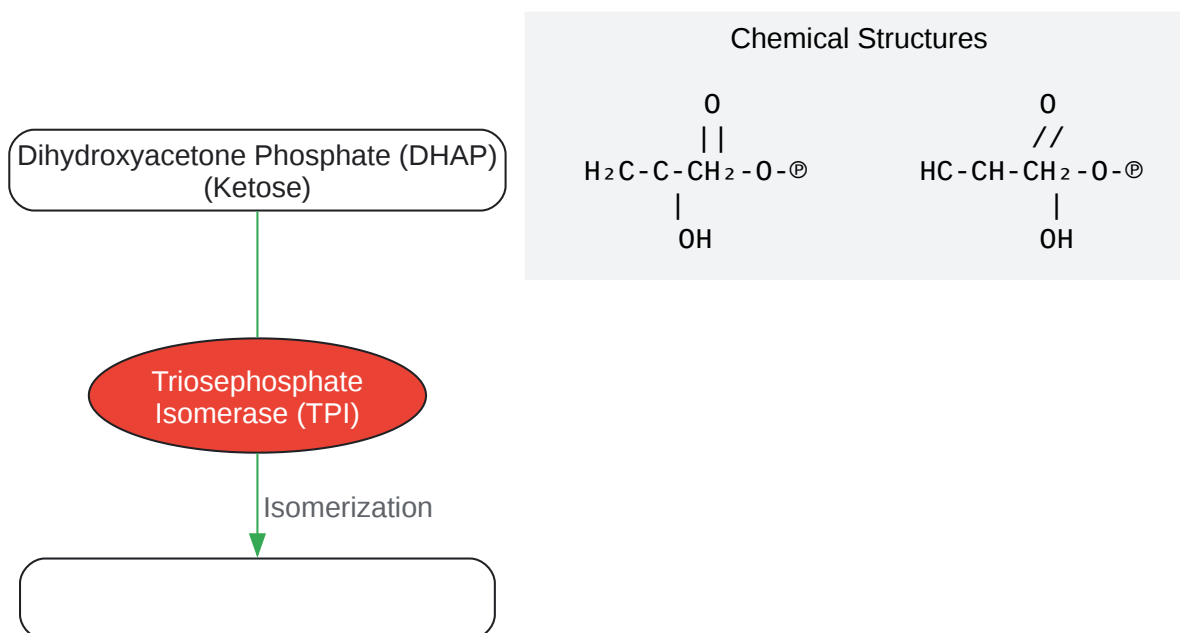 Chemical Structures
Dihydroxyacetone Phosphate (DHAP)
(Ketose)
O
||
H₂C-C-CH₂-O-℗
|
OH
O
//
HC-CH-CH₂-O-℗
|
OH
Triosephosphate
Isomerase (TPI)
Isomerization